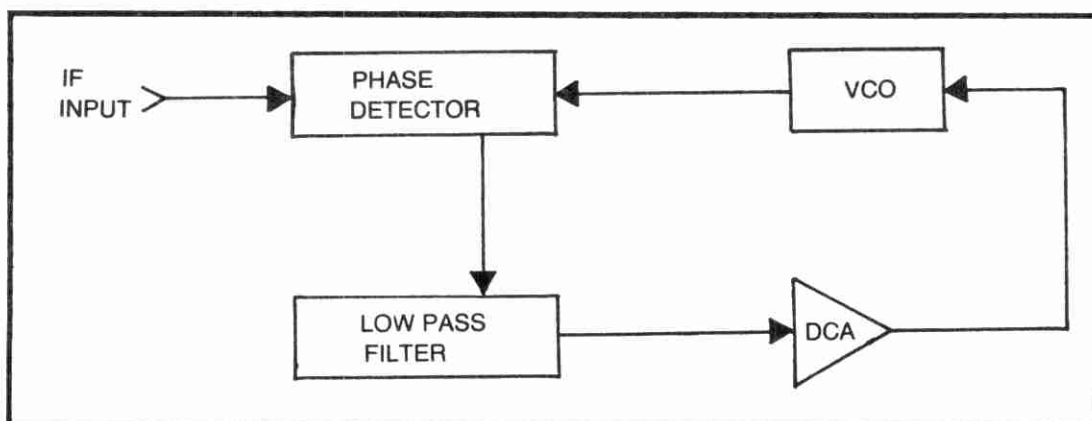 IF
INPUT
PHASE
DETECTOR
VCO
LOW PASS
FILTER
DCA